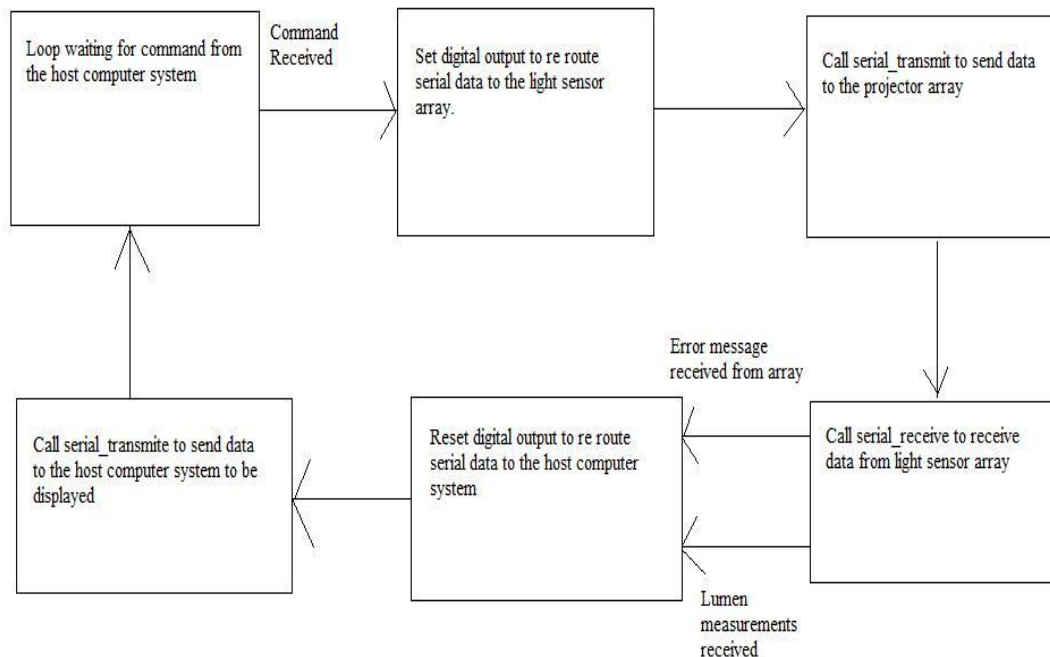 Loop waiting for command from
the host computer system
Command
Received
Set digital output to re route
serial data to the light sensor
array.
Call serial_transmit to send data
to the projector array
Error message
received from array
Call serial_transmite to send data
to the host computer system to be
displayed
Reset digital output to re route
serial data to the host computer
system
Call serial_receive to receive
data from light sensor array
Lumen
measurements
received